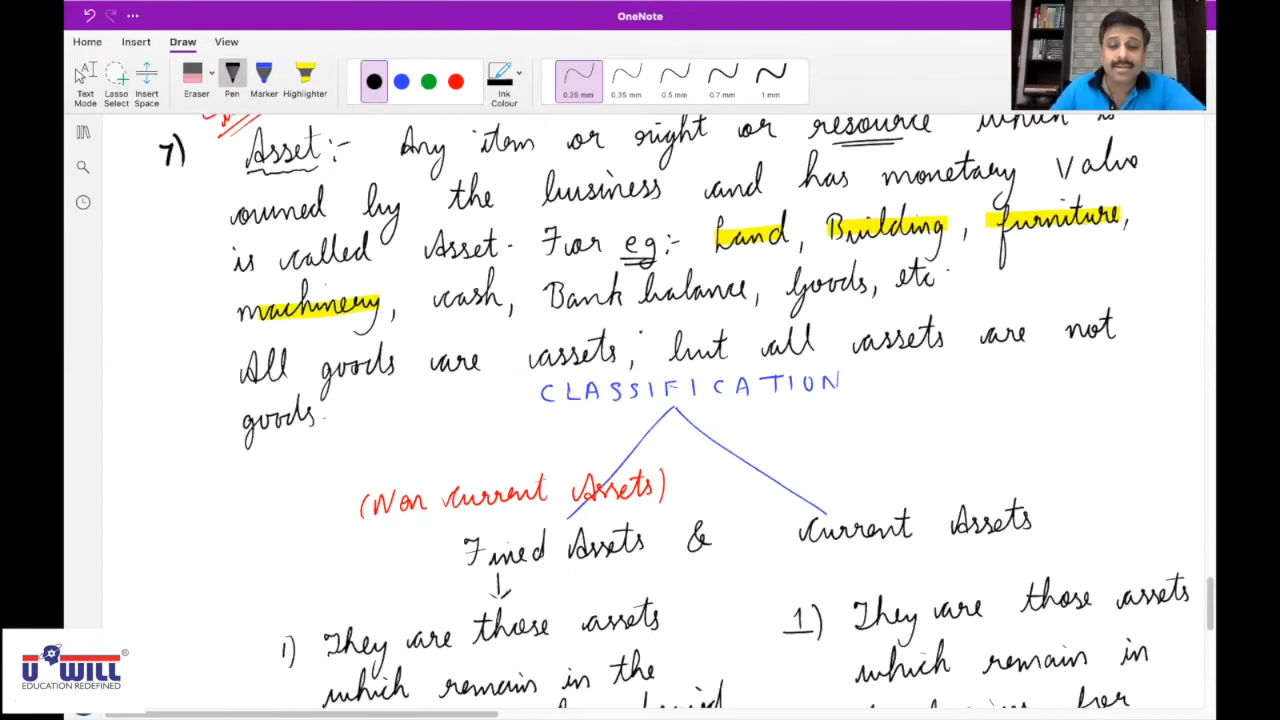 OneNote
Home Insert Draw View
Text Mode
Lasso Select
Insert Space
Eraser
Pen
Marker
Highlighter
Ink Colour
0.25 mm
0.35 mm
0.5 mm
0.7 mm
1 mm
7) Asset :- Any item or right or resource which is
owned by the business and has monetary value
is called Asset. For eg :- Land, Building, furniture,
machinery, cash, Bank balance, Goods, etc.
All goods are assets, but all assets are not
goods.
CLASSIFICATION
(Non Current Assets)
Fixed Assets & Current Assets
1) They are those assets
which remain in the
1) They are those assets
which remain in
U WILL ®
EDUCATION REDEFINED